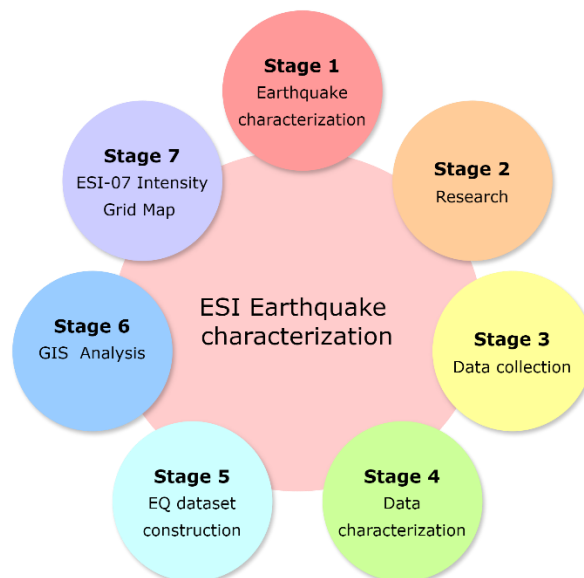 Stage 1
Earthquake
characterization
Stage 2
Research
Stage 3
Data collection
Stage 4
Data
characterization
Stage 5
EQ dataset
construction
Stage 6
GIS Analysis
Stage 7
ESI-07 Intensity
Grid Map
ESI Earthquake
characterization